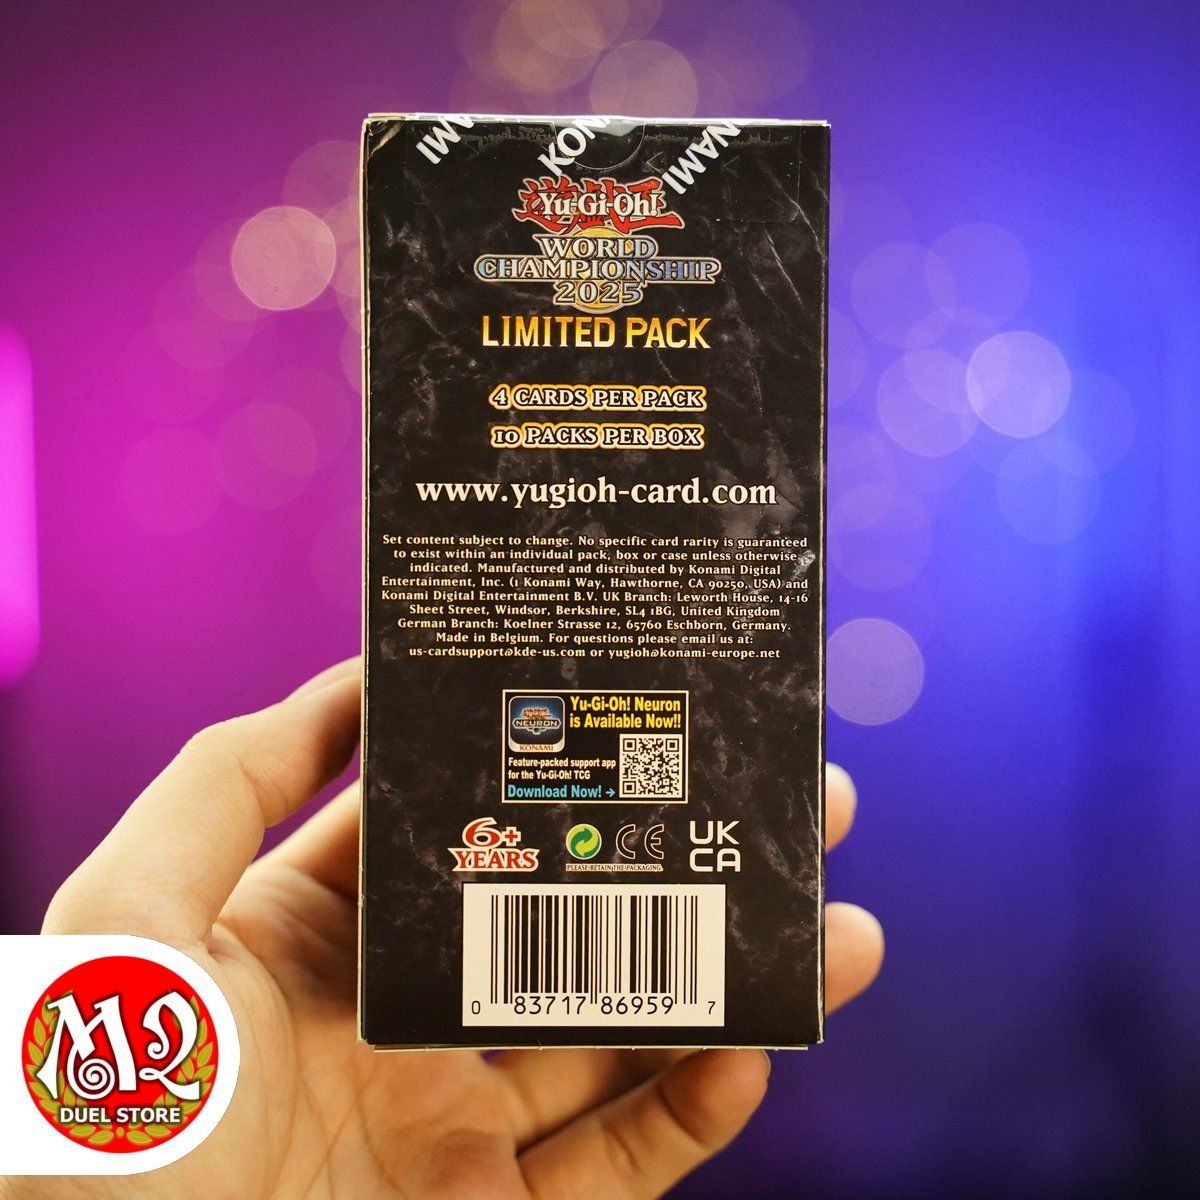 KONAMI
Yu-Gi-Oh!
WORLD
CHAMPIONSHIP
2025
LIMITED PACK
4 CARDS PER PACK
10 PACKS PER BOX
www.yugioh-card.com
Set content subject to change. No specific card rarity is guaranteed
to exist within an individual pack, box or case unless otherwise
indicated. Manufactured and distributed by Konami Digital
Entertainment, Inc. (1 Konami Way, Hawthorne, CA 90250, USA) and
Konami Digital Entertainment B.V. UK Branch: Leworth House, 14-16
Sheet Street, Windsor, Berkshire, SL4 1BG, United Kingdom
German Branch: Koelner Strasse 12, 65760 Eschborn, Germany.
Made in Belgium. For questions please email us at:
us-cardsupport@kde-us.com or yugioh@konami-europe.net
Yu-Gi-Oh! Neuron
is Available Now!!
NEURON
KONAMI
Feature-packed support app
for the Yu-Gi-Oh! TCG
Download Now! →
6+
YEARS
CE
PLEASE RETAIN THE PACKAGING.
UK
CA
0 83717 86959 7
M2
DUEL STORE